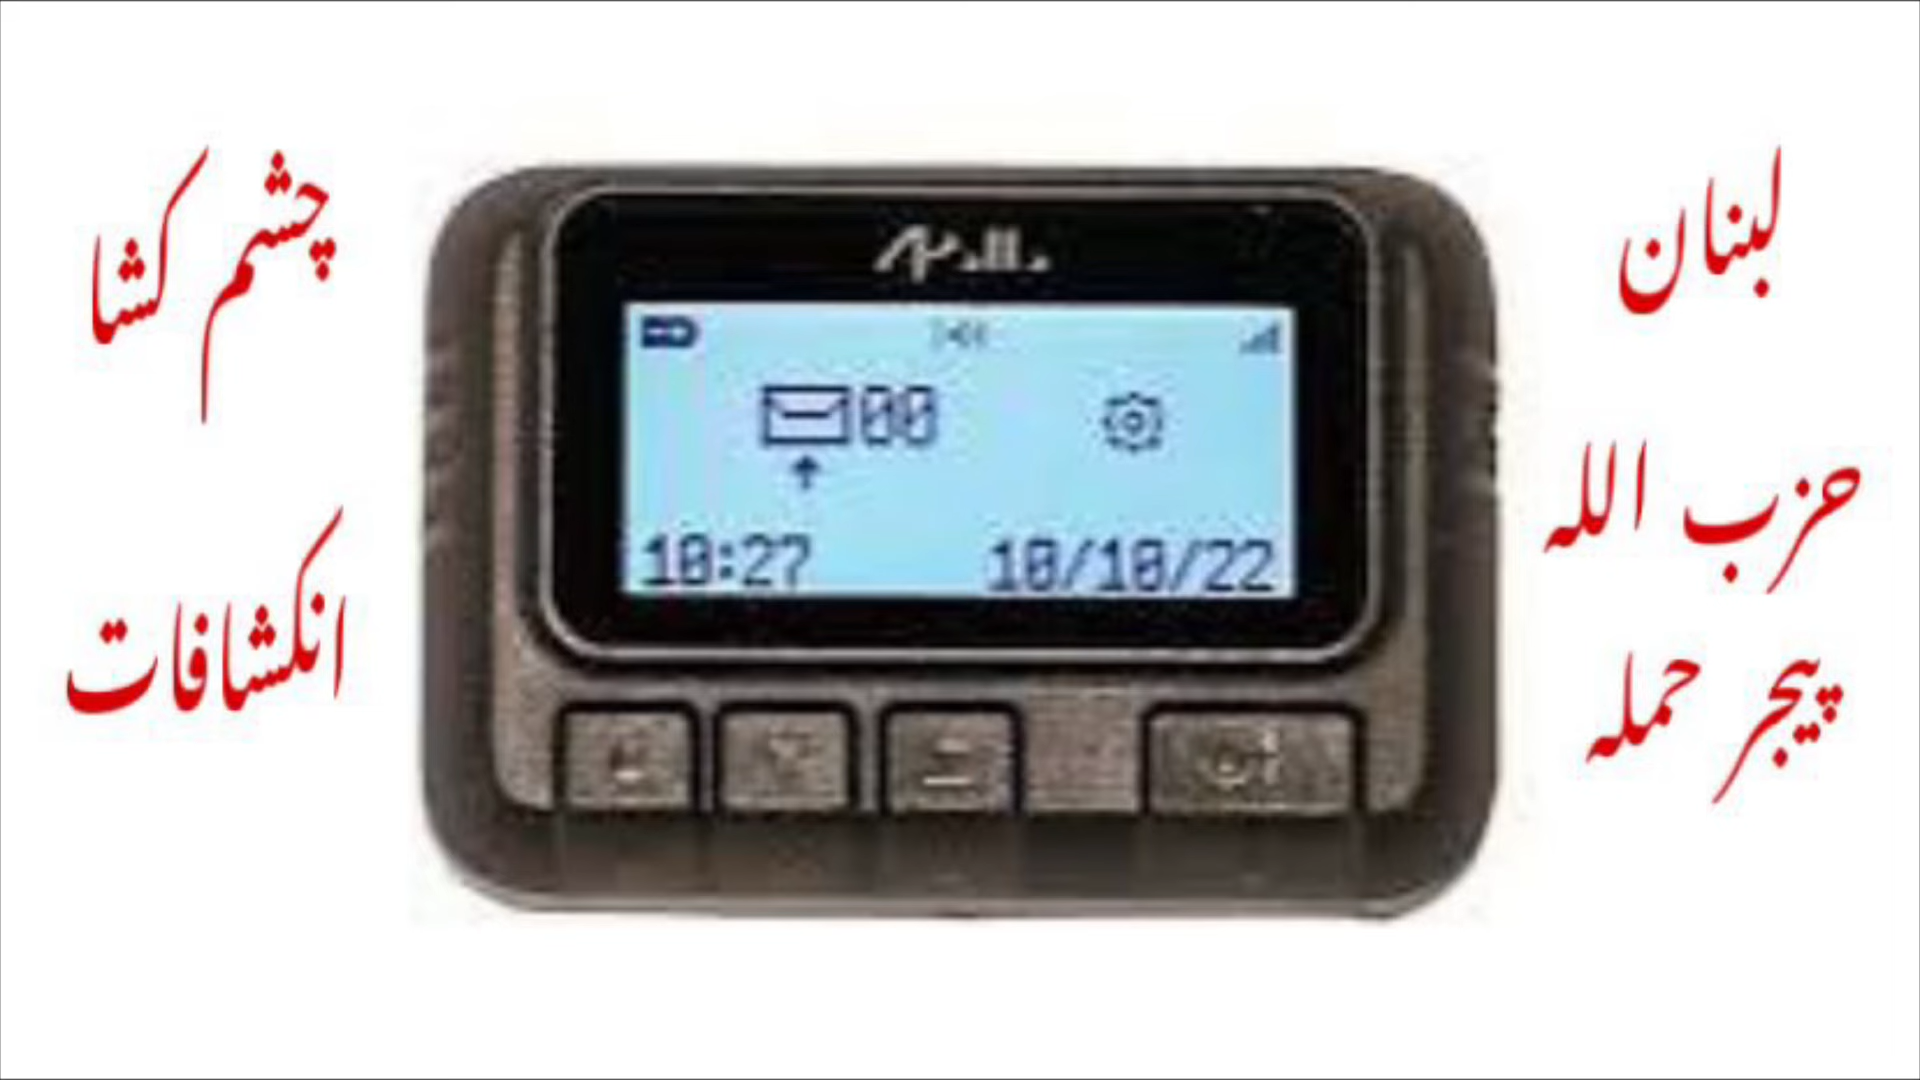 لبنان
حزب اللہ
پیجر حملہ
چشم کشا
انکشافات
00
10:27
10/10/22